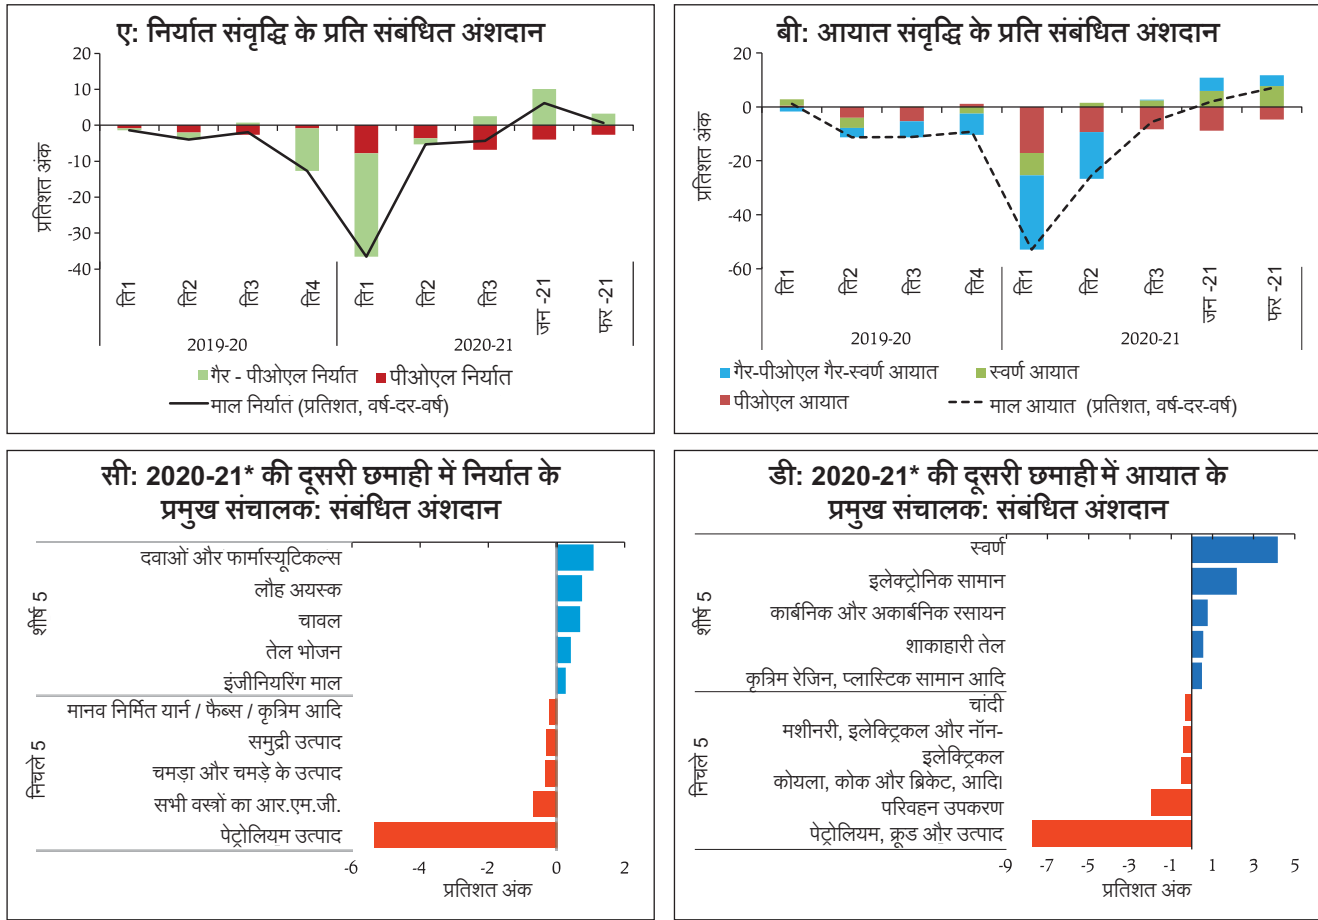 ए: निर्यात संवृद्धि के प्रति संबंधित अंशदान
प्रतिशत अंक
20
10
0
-10
-20
-30
-40
ति1
ति2
ति3
ति4
ति1
ति2
ति3
जन -21
फर -21
2019-20
2020-21
गैर - पीओएल निर्यात
पीओएल निर्यात
माल निर्यात (प्रतिशत, वर्ष-दर-वर्ष)
बी: आयात संवृद्धि के प्रति संबंधित अंशदान
प्रतिशत अंक
20
0
-20
-40
-60
ति1
ति2
ति3
ति4
ति1
ति2
ति3
जन -21
फर -21
2019-20
2020-21
गैर-पीओएल गैर-स्वर्ण आयात
स्वर्ण आयात
पीओएल आयात
माल आयात (प्रतिशत, वर्ष-दर-वर्ष)
सी: 2020-21* की दूसरी छमाही में निर्यात के
प्रमुख संचालक: संबंधित अंशदान
शीर्ष 5
दवाओं और फार्मास्यूटिकल्स
लौह अयस्क
चावल
तेल भोजन
इंजीनियरिंग माल
निचले 5
मानव निर्मित यार्न / फैब्स / कृत्रिम आदि
समुद्री उत्पाद
चमड़ा और चमड़े के उत्पाद
सभी वस्त्रों का आर.एम.जी.
पेट्रोलियम उत्पाद
-6
-4
-2
0
2
प्रतिशत अंक
डी: 2020-21* की दूसरी छमाही में आयात के
प्रमुख संचालक: संबंधित अंशदान
शीर्ष 5
स्वर्ण
इलेक्ट्रोनिक सामान
कार्बनिक और अकार्बनिक रसायन
शाकाहारी तेल
कृत्रिम रेजिन, प्लास्टिक सामान आदि
निचले 5
चांदी
मशीनरी, इलेक्ट्रिकल और नॉन-
इलेक्ट्रिकल
कोयला, कोक और ब्रिकेट, आदि।
परिवहन उपकरण
पेट्रोलियम, क्रूड और उत्पाद
-9
-7
-5
-3
-1
1
3
5
प्रतिशत अंक